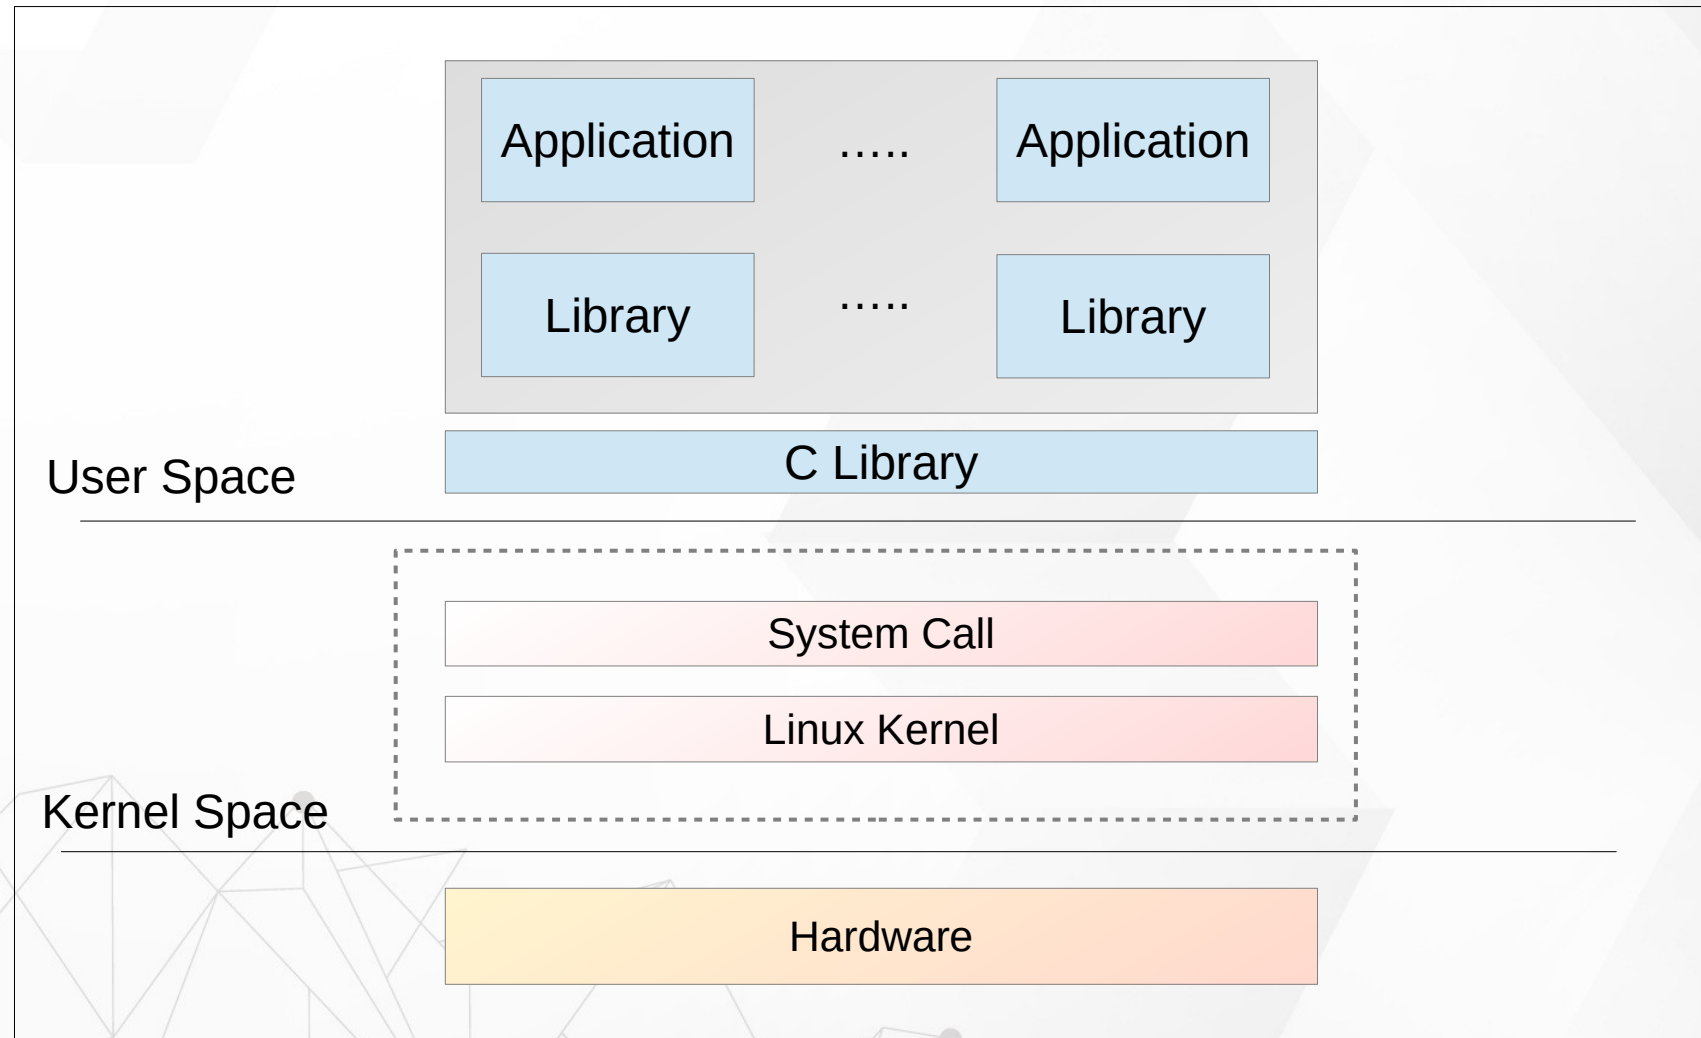 Application ..... Application
Library ..... Library
C Library
User Space
System Call
Linux Kernel
Kernel Space
Hardware